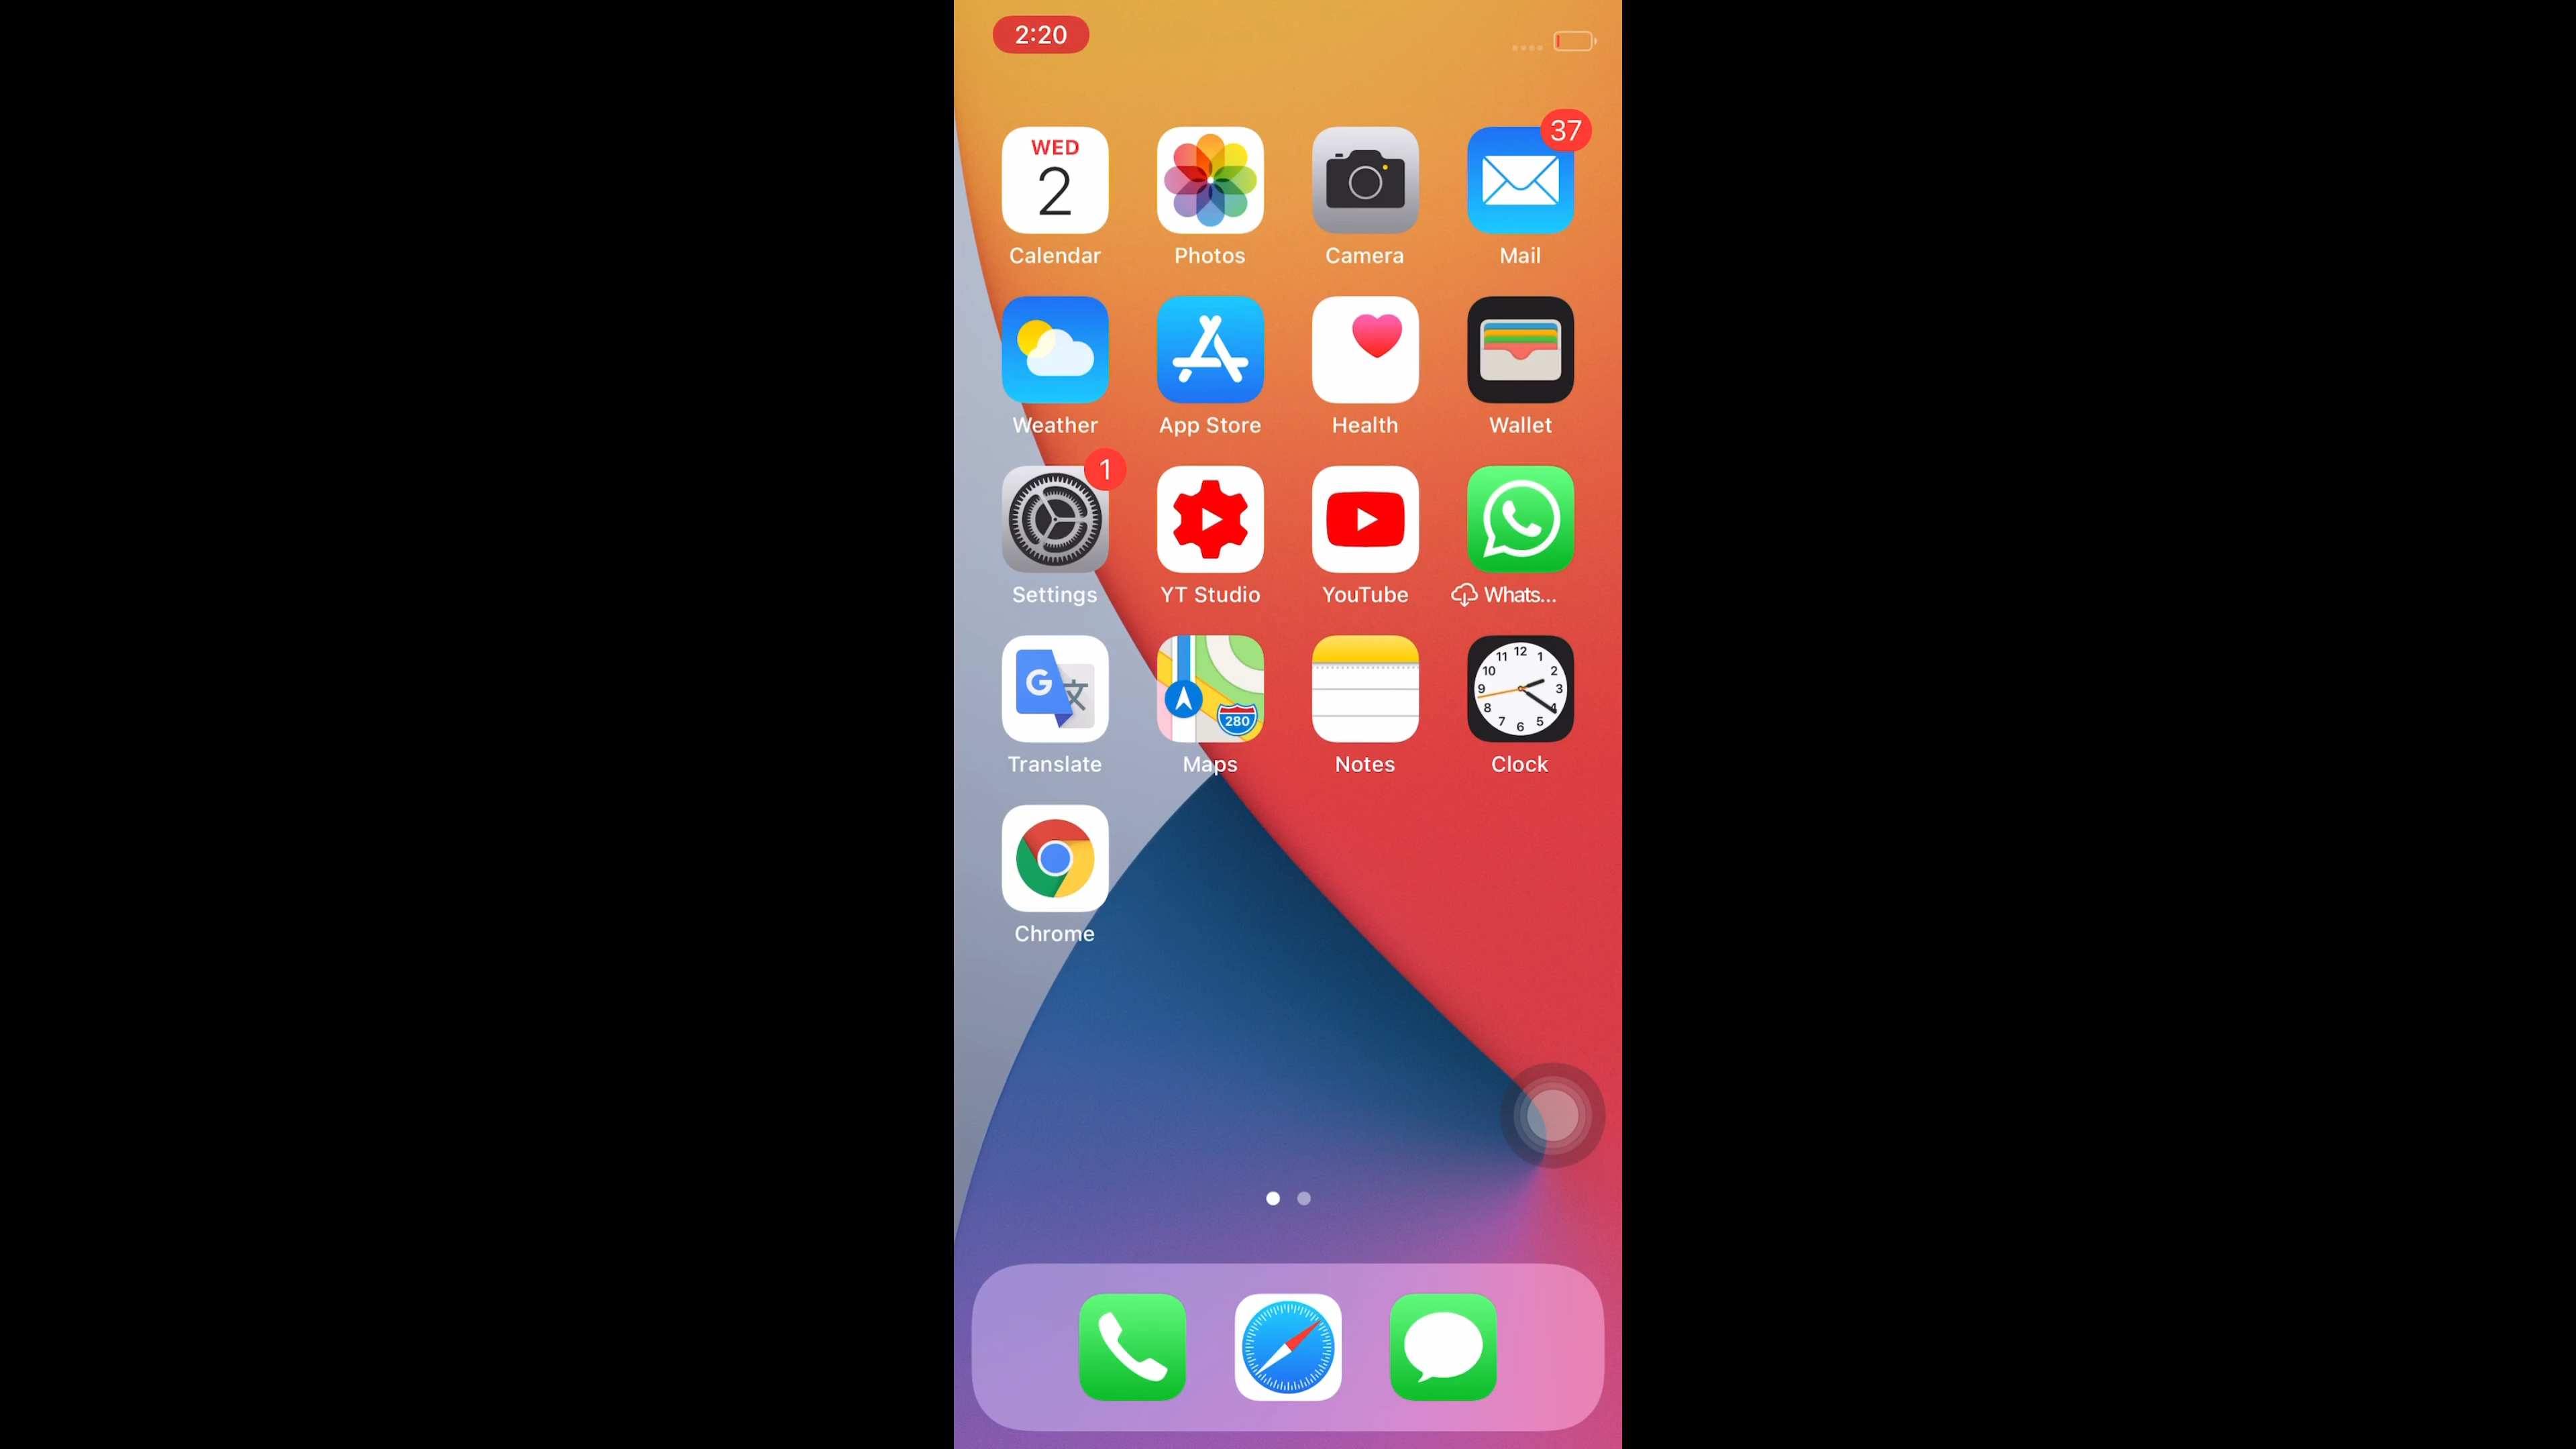 2:20
37
WED
2
Calendar
Photos
Camera
Mail
Weather
App Store
Health
Wallet
1
Settings
YT Studio
YouTube
Whats...
G 文
280
12
11 1
10 2
9 3
8 4
7 5
6
Translate
Maps
Notes
Clock
Chrome